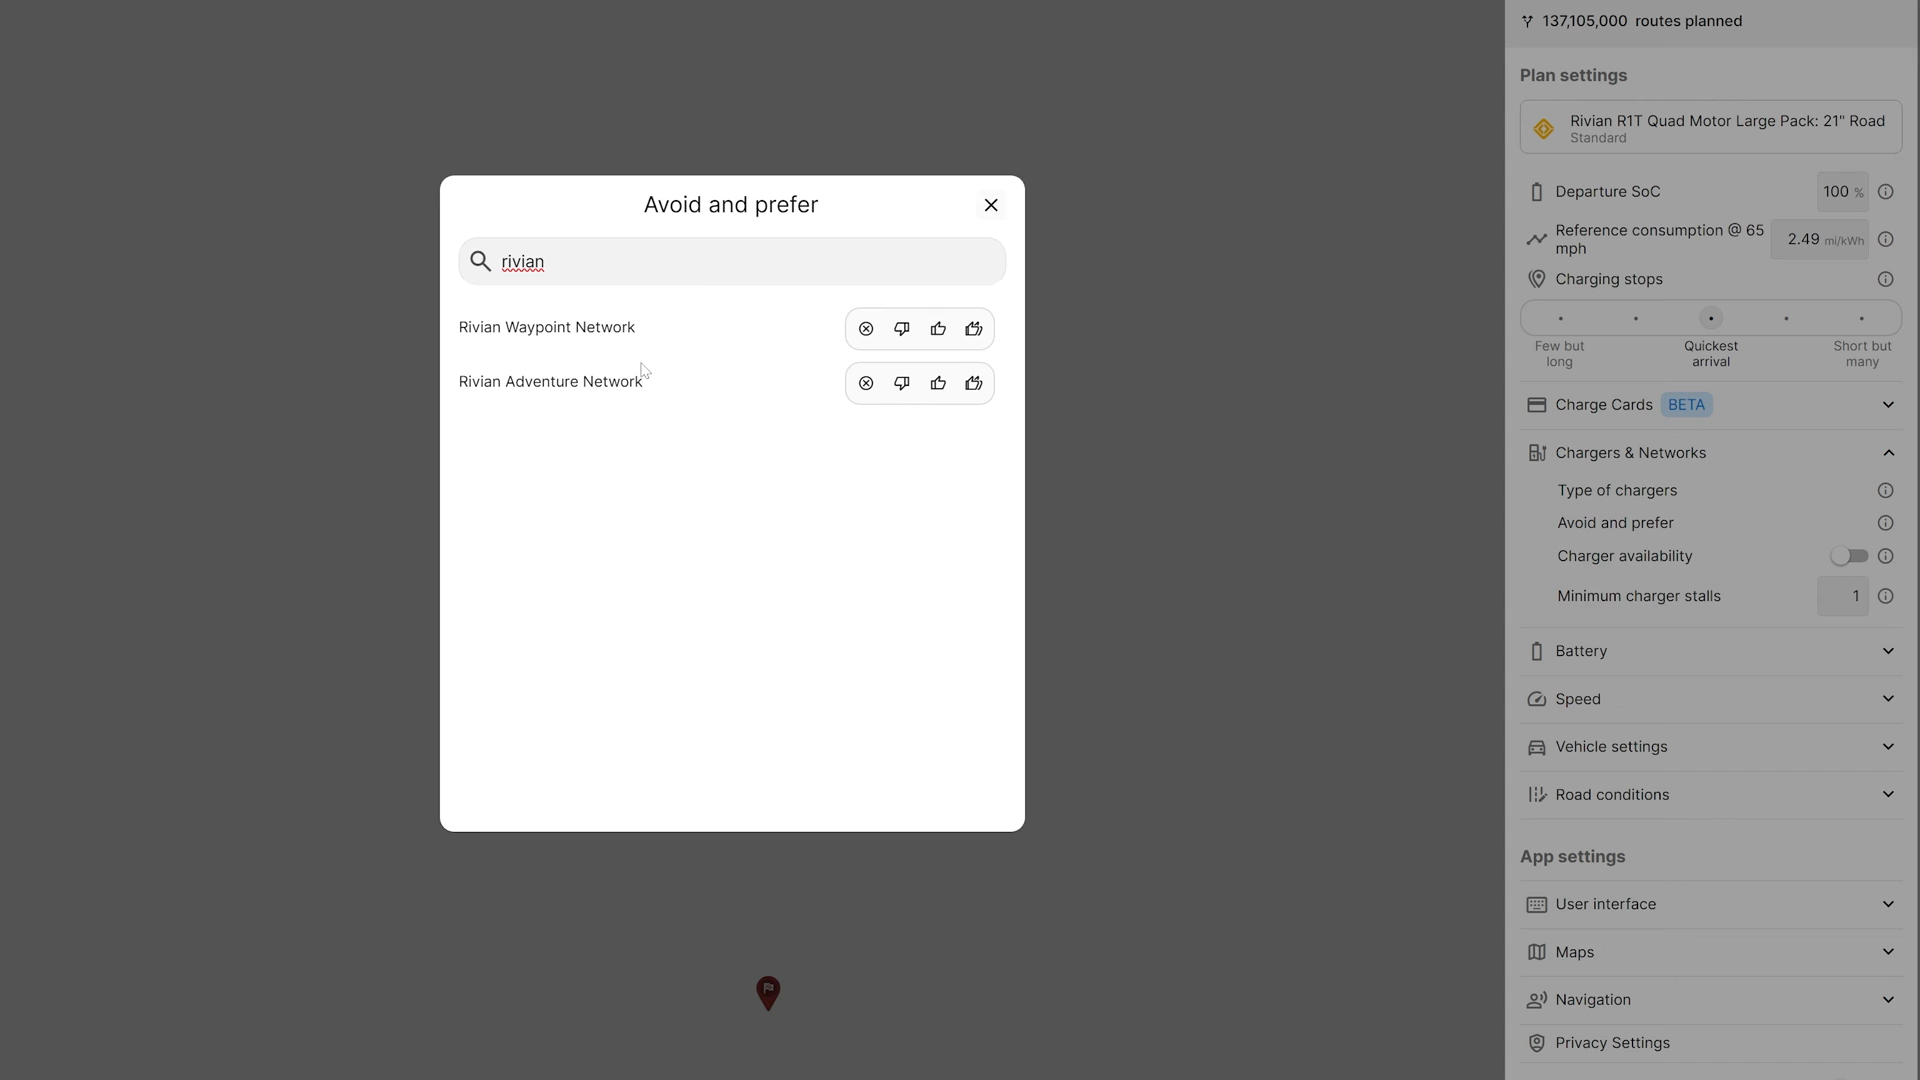 Avoid and prefer
rivian
Rivian Waypoint Network
Rivian Adventure Network
137,105,000 routes planned
Plan settings
Rivian R1T Quad Motor Large Pack: 21" Road
Standard
Departure SoC 100 %
Reference consumption @ 65
mph
2.49 mi/kWh
Charging stops
Few but
long
Quickest
arrival
Short but
many
Charge Cards BETA
Chargers & Networks
Type of chargers
Avoid and prefer
Charger availability
Minimum charger stalls 1
Battery
Speed
Vehicle settings
Road conditions
App settings
User interface
Maps
Navigation
Privacy Settings